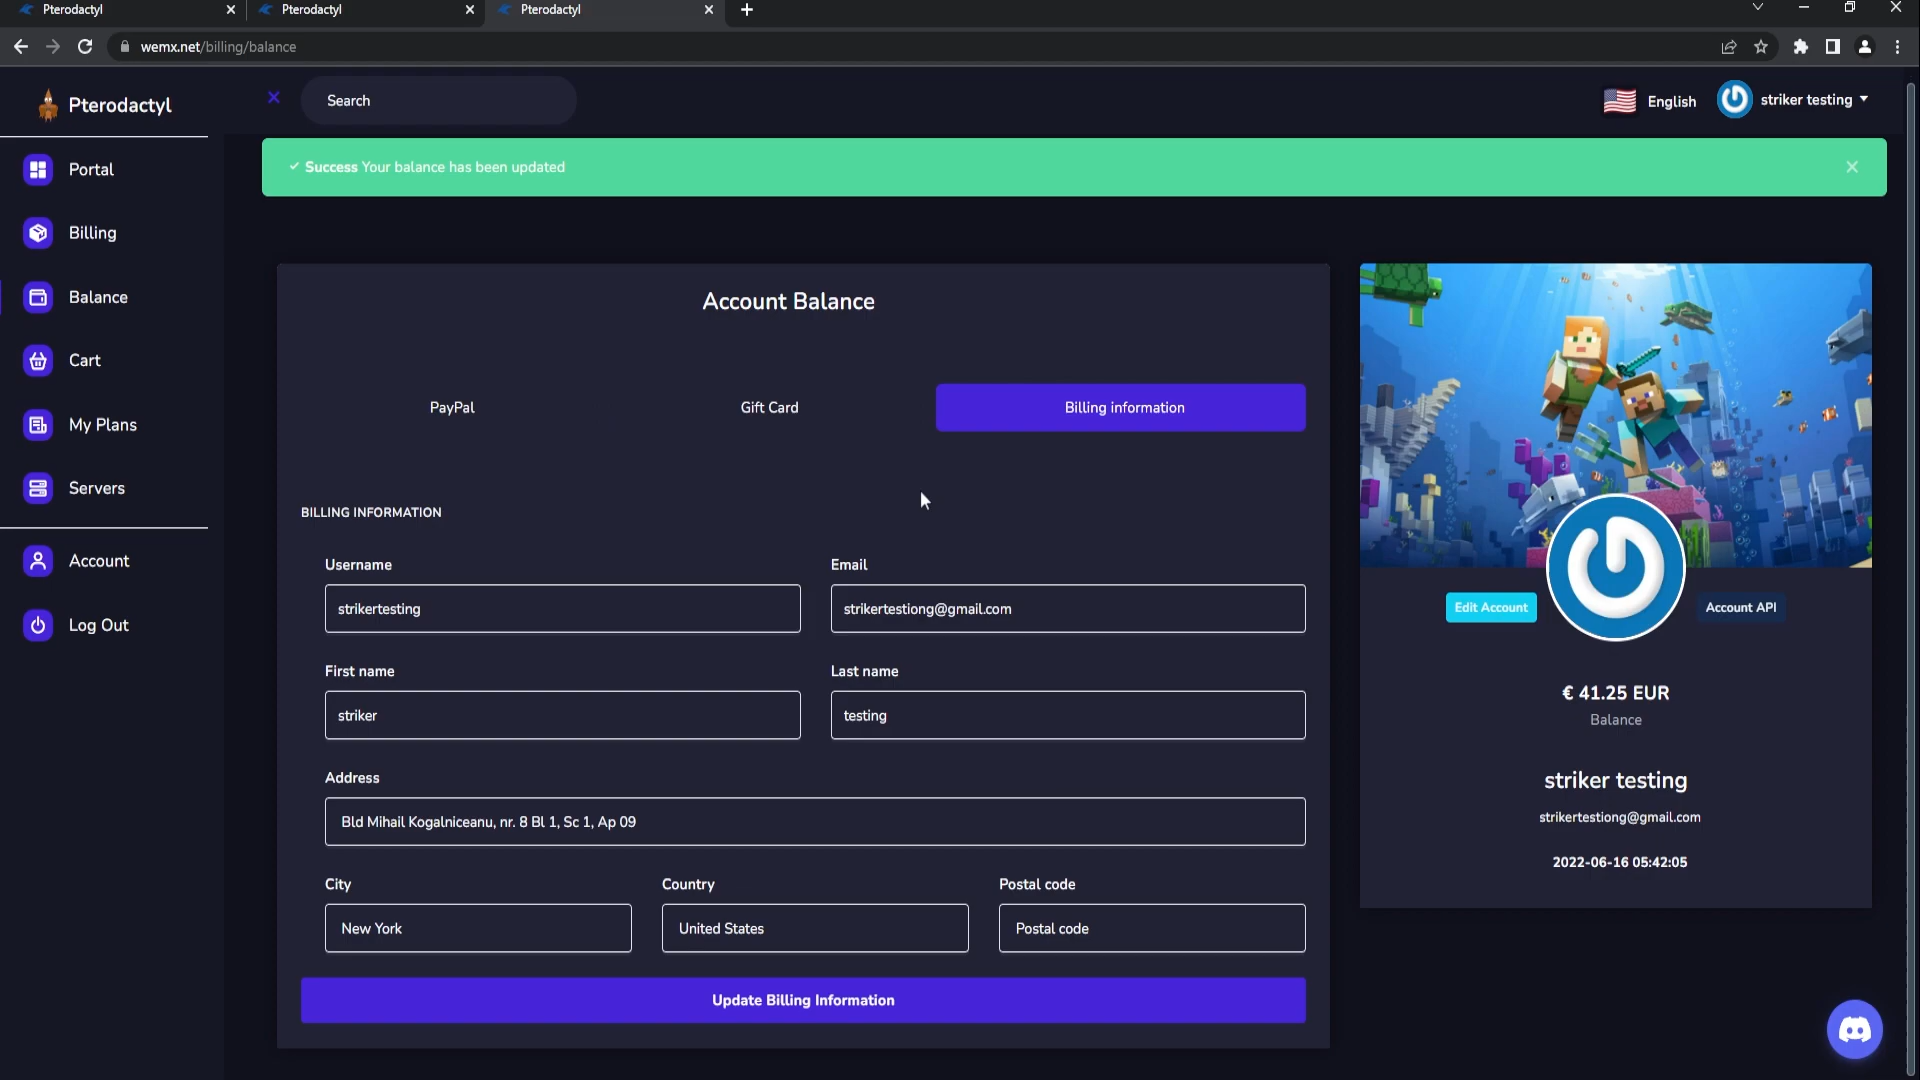 Pterodactyl
Pterodactyl
Pterodactyl
wemx.net/billing/balance
Pterodactyl
Search
English
striker testing
Success Your balance has been updated
Portal
Billing
Balance
Cart
My Plans
Servers
Account
Log Out
Account Balance
PayPal
Gift Card
Billing information
BILLING INFORMATION
Username
Email
strikertesting
strikertestiong@gmail.com
First name
Last name
striker
testing
Address
Bld Mihail Kogalniceanu, nr. 8 Bl 1, Sc 1, Ap 09
City
Country
Postal code
New York
United States
Postal code
Update Billing Information
Edit Account
Account API
€ 41.25 EUR
Balance
striker testing
strikertestiong@gmail.com
2022-06-16 05:42:05